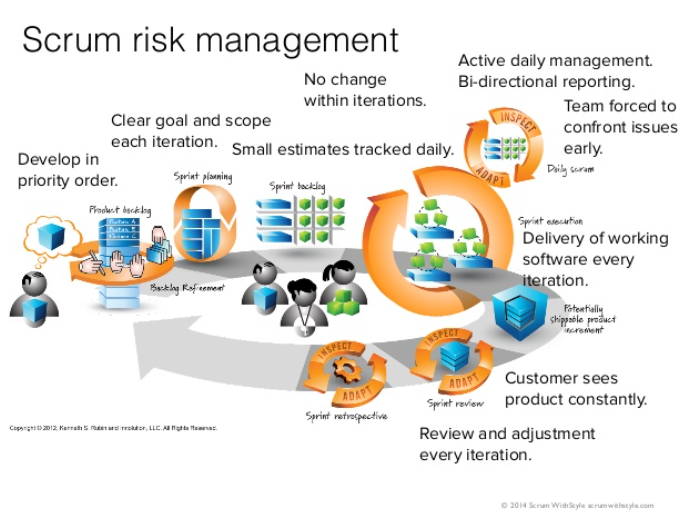 Scrum risk management
Active daily management.
Bi-directional reporting.
No change
within iterations.
Team forced to
confront issues
early.
Clear goal and scope
each iteration.
Small estimates tracked daily.
Develop in
priority order.
INSPECT
ADAPT
Daily scrum
Sprint planning
Sprint backlog
Product backlog
Feature A
Feature B
Feature C
Sprint execution
Delivery of working
software every
iteration.
Backlog Refinement
Potentially
shippable product
increment
INSPECT
ADAPT
Sprint retrospective
INSPECT
ADAPT
Sprint review
Customer sees
product constantly.
Review and adjustment
every iteration.
Copyright © 2012, Kenneth S. Rubin and Innolution, LLC. All Rights Reserved.
© 2014 Scrum WithStyle scrumwithstyle.com